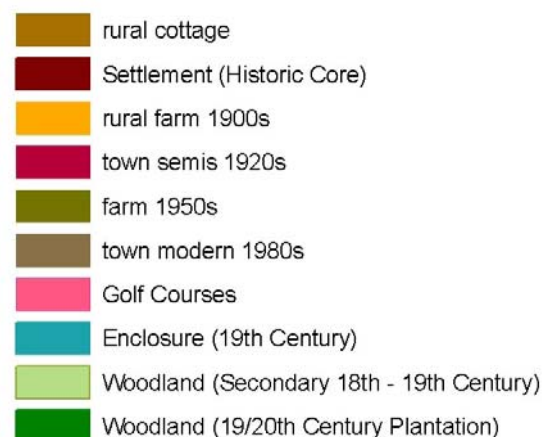 rural cottage
Settlement (Historic Core)
rural farm 1900s
town semis 1920s
farm 1950s
town modern 1980s
Golf Courses
Enclosure (19th Century)
Woodland (Secondary 18th - 19th Century)
Woodland (19/20th Century Plantation)